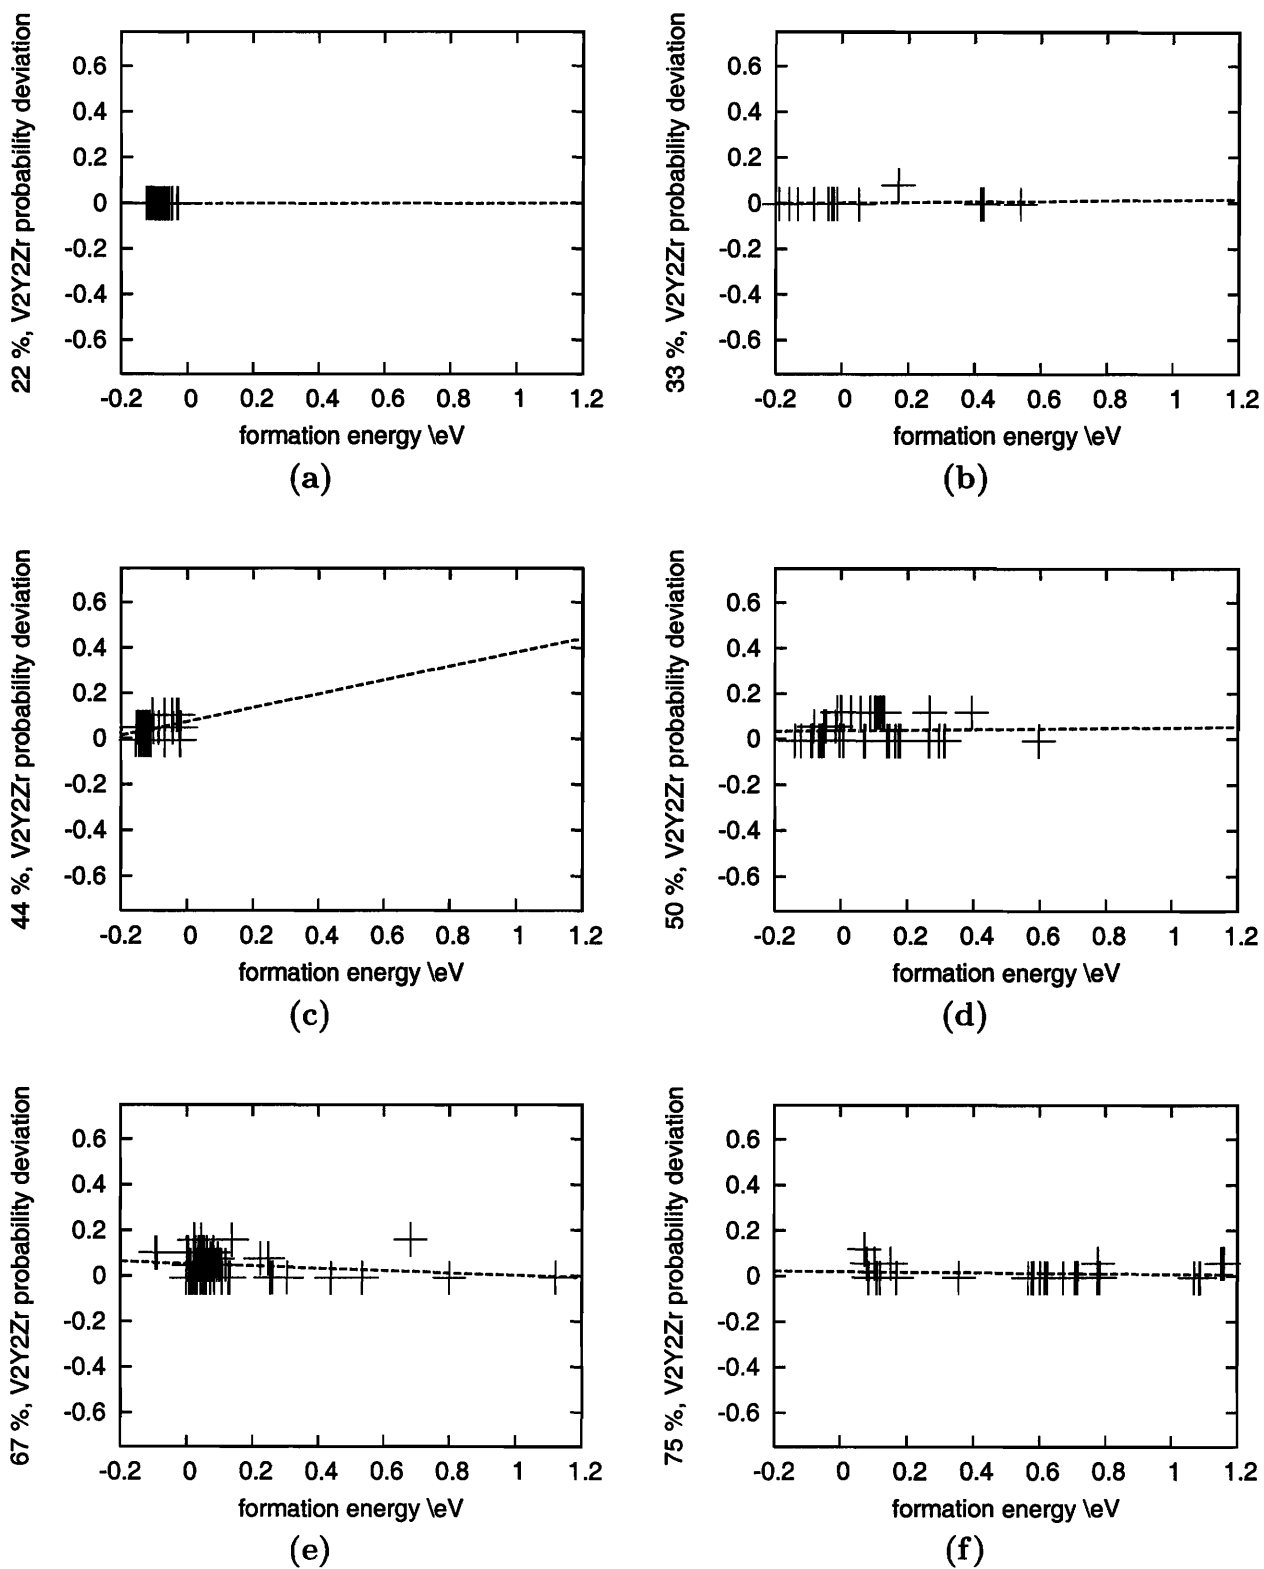 22 %, V2Y2Zr probability deviation
0.6
0.4
0.2
0
-0.2
-0.4
-0.6
-0.2 0 0.2 0.4 0.6 0.8 1 1.2
formation energy \eV
(a)
33 %, V2Y2Zr probability deviation
0.6
0.4
0.2
0
-0.2
-0.4
-0.6
-0.2 0 0.2 0.4 0.6 0.8 1 1.2
formation energy \eV
(b)
44 %, V2Y2Zr probability deviation
0.6
0.4
0.2
0
-0.2
-0.4
-0.6
-0.2 0 0.2 0.4 0.6 0.8 1 1.2
formation energy \eV
(c)
50 %, V2Y2Zr probability deviation
0.6
0.4
0.2
0
-0.2
-0.4
-0.6
-0.2 0 0.2 0.4 0.6 0.8 1 1.2
formation energy \eV
(d)
67 %, V2Y2Zr probability deviation
0.6
0.4
0.2
0
-0.2
-0.4
-0.6
-0.2 0 0.2 0.4 0.6 0.8 1 1.2
formation energy \eV
(e)
75 %, V2Y2Zr probability deviation
0.6
0.4
0.2
0
-0.2
-0.4
-0.6
-0.2 0 0.2 0.4 0.6 0.8 1 1.2
formation energy \eV
(f)